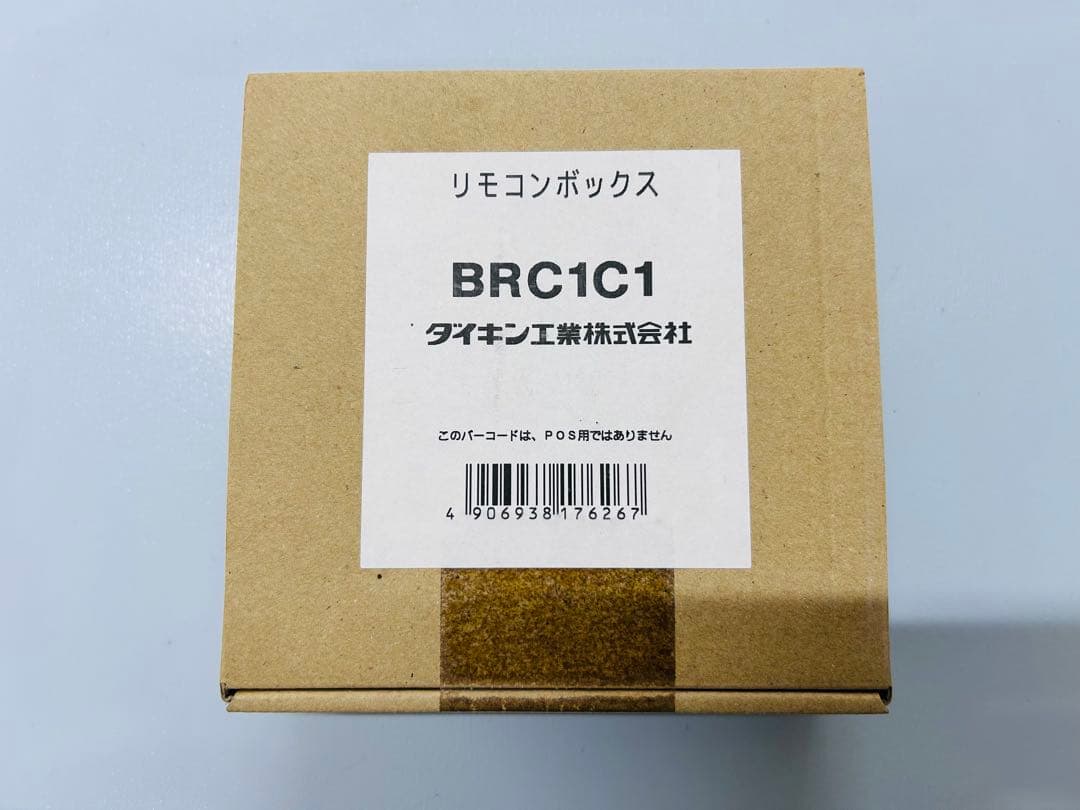 リモコンボックス
BRC1C1
ダイキン工業株式会社
このバーコードは、POS用ではありません
4 906938 176267